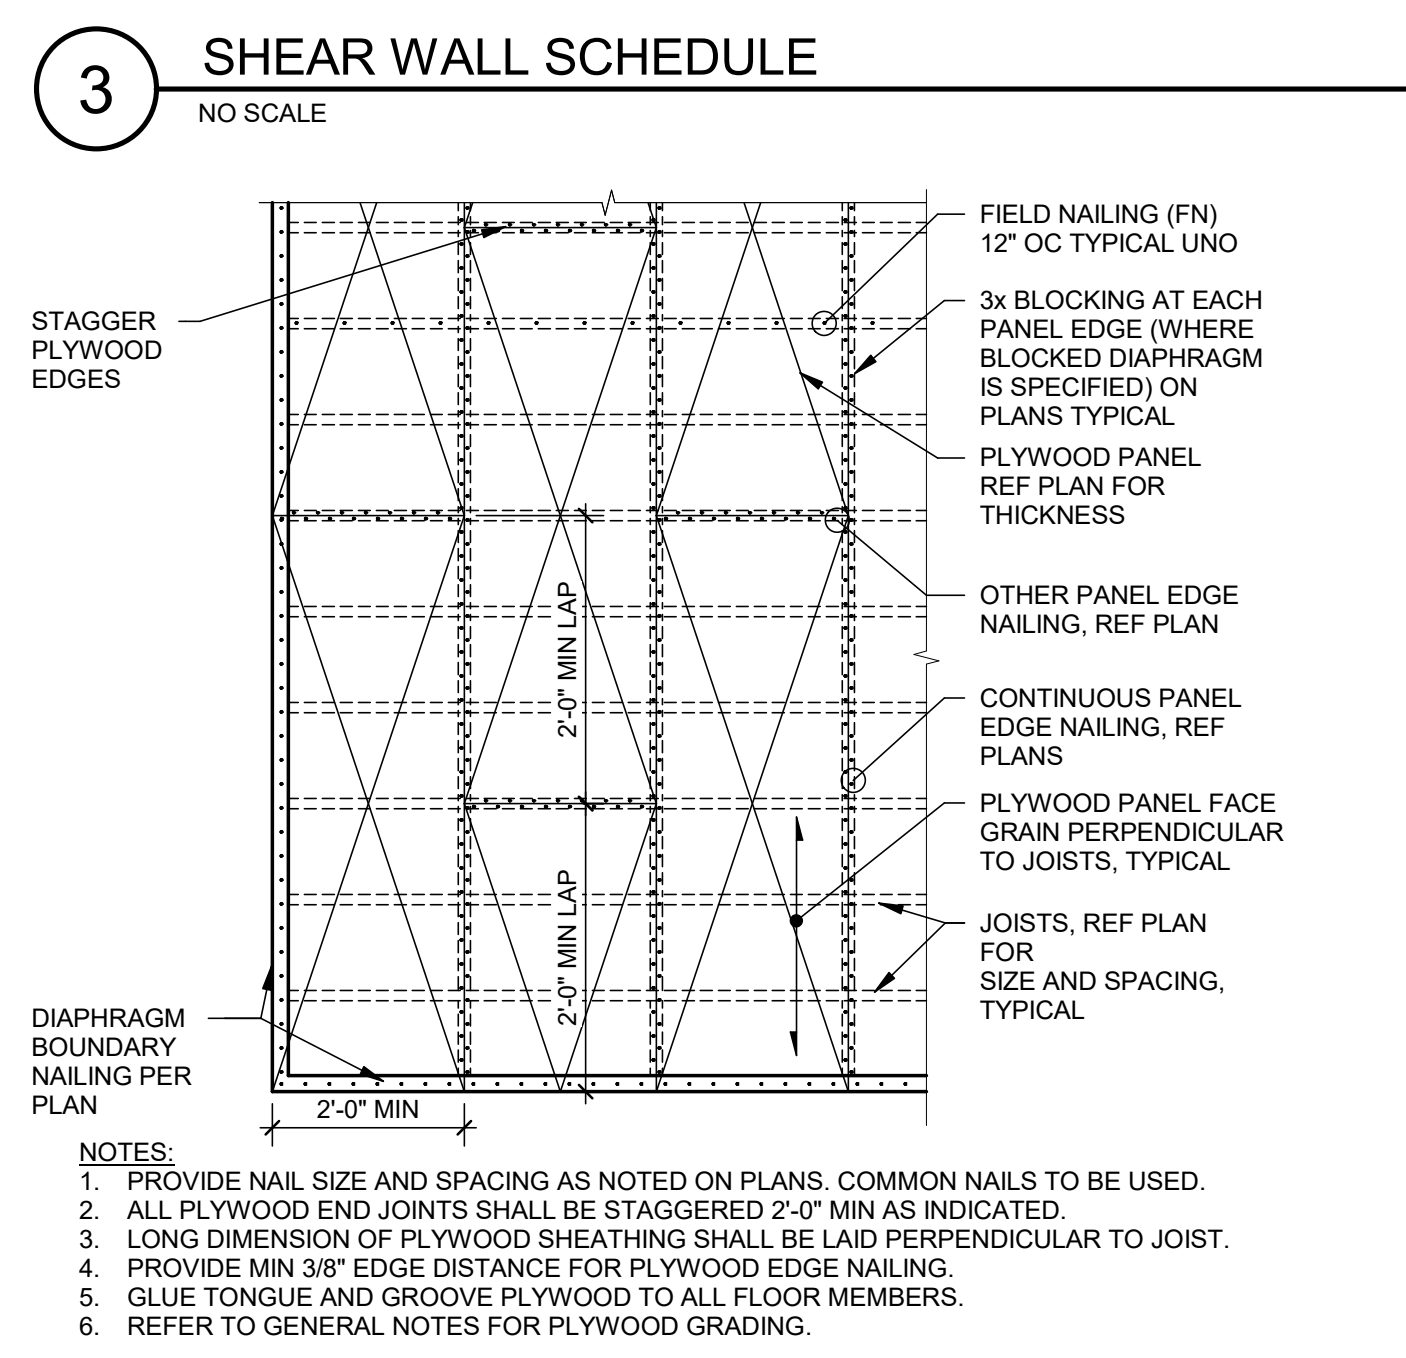 3
SHEAR WALL SCHEDULE
NO SCALE
FIELD NAILING (FN)
12" OC TYPICAL UNO
3x BLOCKING AT EACH
PANEL EDGE (WHERE
BLOCKED DIAPHRAGM
IS SPECIFIED) ON
PLANS TYPICAL
STAGGER
PLYWOOD
EDGES
PLYWOOD PANEL
REF PLAN FOR
THICKNESS
OTHER PANEL EDGE
NAILING, REF PLAN
2'-0" MIN LAP
CONTINUOUS PANEL
EDGE NAILING, REF
PLANS
PLYWOOD PANEL FACE
GRAIN PERPENDICULAR
TO JOISTS, TYPICAL
2'-0" MIN LAP
JOISTS, REF PLAN
FOR
SIZE AND SPACING,
TYPICAL
DIAPHRAGM
BOUNDARY
NAILING PER
PLAN
2'-0" MIN
NOTES:
1. PROVIDE NAIL SIZE AND SPACING AS NOTED ON PLANS. COMMON NAILS TO BE USED.
2. ALL PLYWOOD END JOINTS SHALL BE STAGGERED 2'-0" MIN AS INDICATED.
3. LONG DIMENSION OF PLYWOOD SHEATHING SHALL BE LAID PERPENDICULAR TO JOIST.
4. PROVIDE MIN 3/8" EDGE DISTANCE FOR PLYWOOD EDGE NAILING.
5. GLUE TONGUE AND GROOVE PLYWOOD TO ALL FLOOR MEMBERS.
6. REFER TO GENERAL NOTES FOR PLYWOOD GRADING.